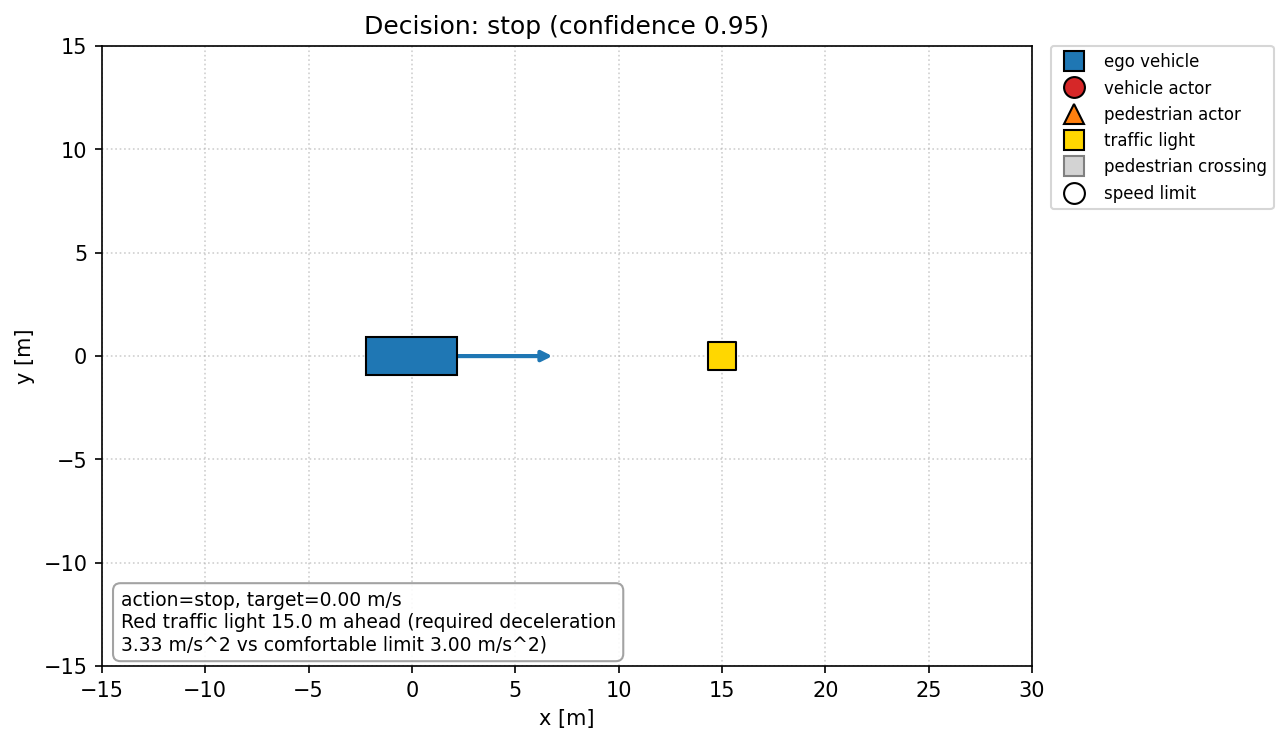 Decision: stop (confidence 0.95)
15
10
5
0
−5
−10
−15
y [m]
−15
−10
−5
0
5
10
15
20
25
30
x [m]
action=stop, target=0.00 m/s
Red traffic light 15.0 m ahead (required deceleration
3.33 m/s^2 vs comfortable limit 3.00 m/s^2)
ego vehicle
vehicle actor
pedestrian actor
traffic light
pedestrian crossing
speed limit